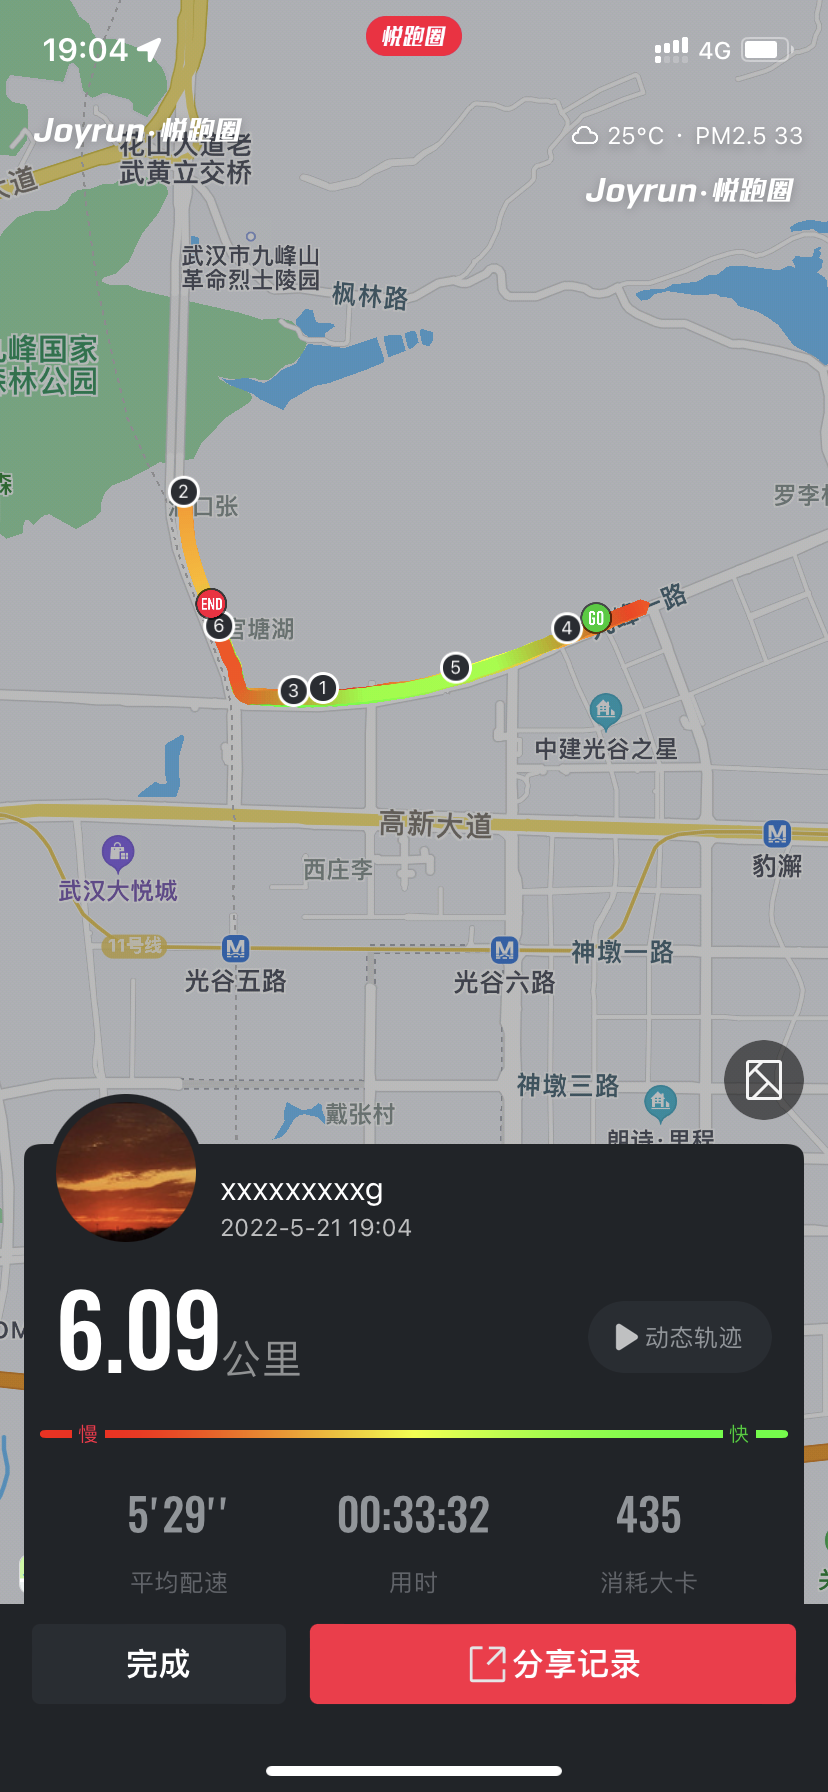 19:04
悦跑圈
4G
Joyrun·悦跑圈
25°C · PM2.5 33
Joyrun·悦跑圈
花山大道老
武黄立交桥
大道
武汉市九峰山
革命烈士陵园
枫林路
九峰国家
森林公园
森
2
口张
罗李村
END
6
官塘湖
GO
4
九峰一路
5
3
1
中建光谷之星
高新大道
豹澥
西庄李
武汉大悦城
11号线
光谷五路
光谷六路
神墩一路
神墩三路
戴张村
朗诗·里程
xxxxxxxxxg
2022-5-21 19:04
6.09公里
动态轨迹
慢
快
5'29''
00:33:32
435
平均配速
用时
消耗大卡
完成
分享记录